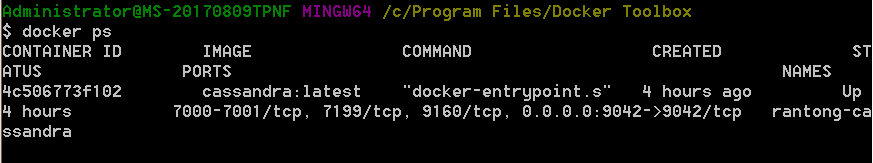 Administrator@MS-20170809TPNF MINGW64 /c/Program Files/Docker Toolbox
$ docker ps
CONTAINER ID        IMAGE               COMMAND                  CREATED             ST
ATUS              PORTS                                                       NAMES
4c506773f102        cassandra:latest    "docker-entrypoint.s"   4 hours ago         Up
4 hours          7000-7001/tcp, 7199/tcp, 9160/tcp, 0.0.0.0:9042->9042/tcp   rantong-ca
ssandra